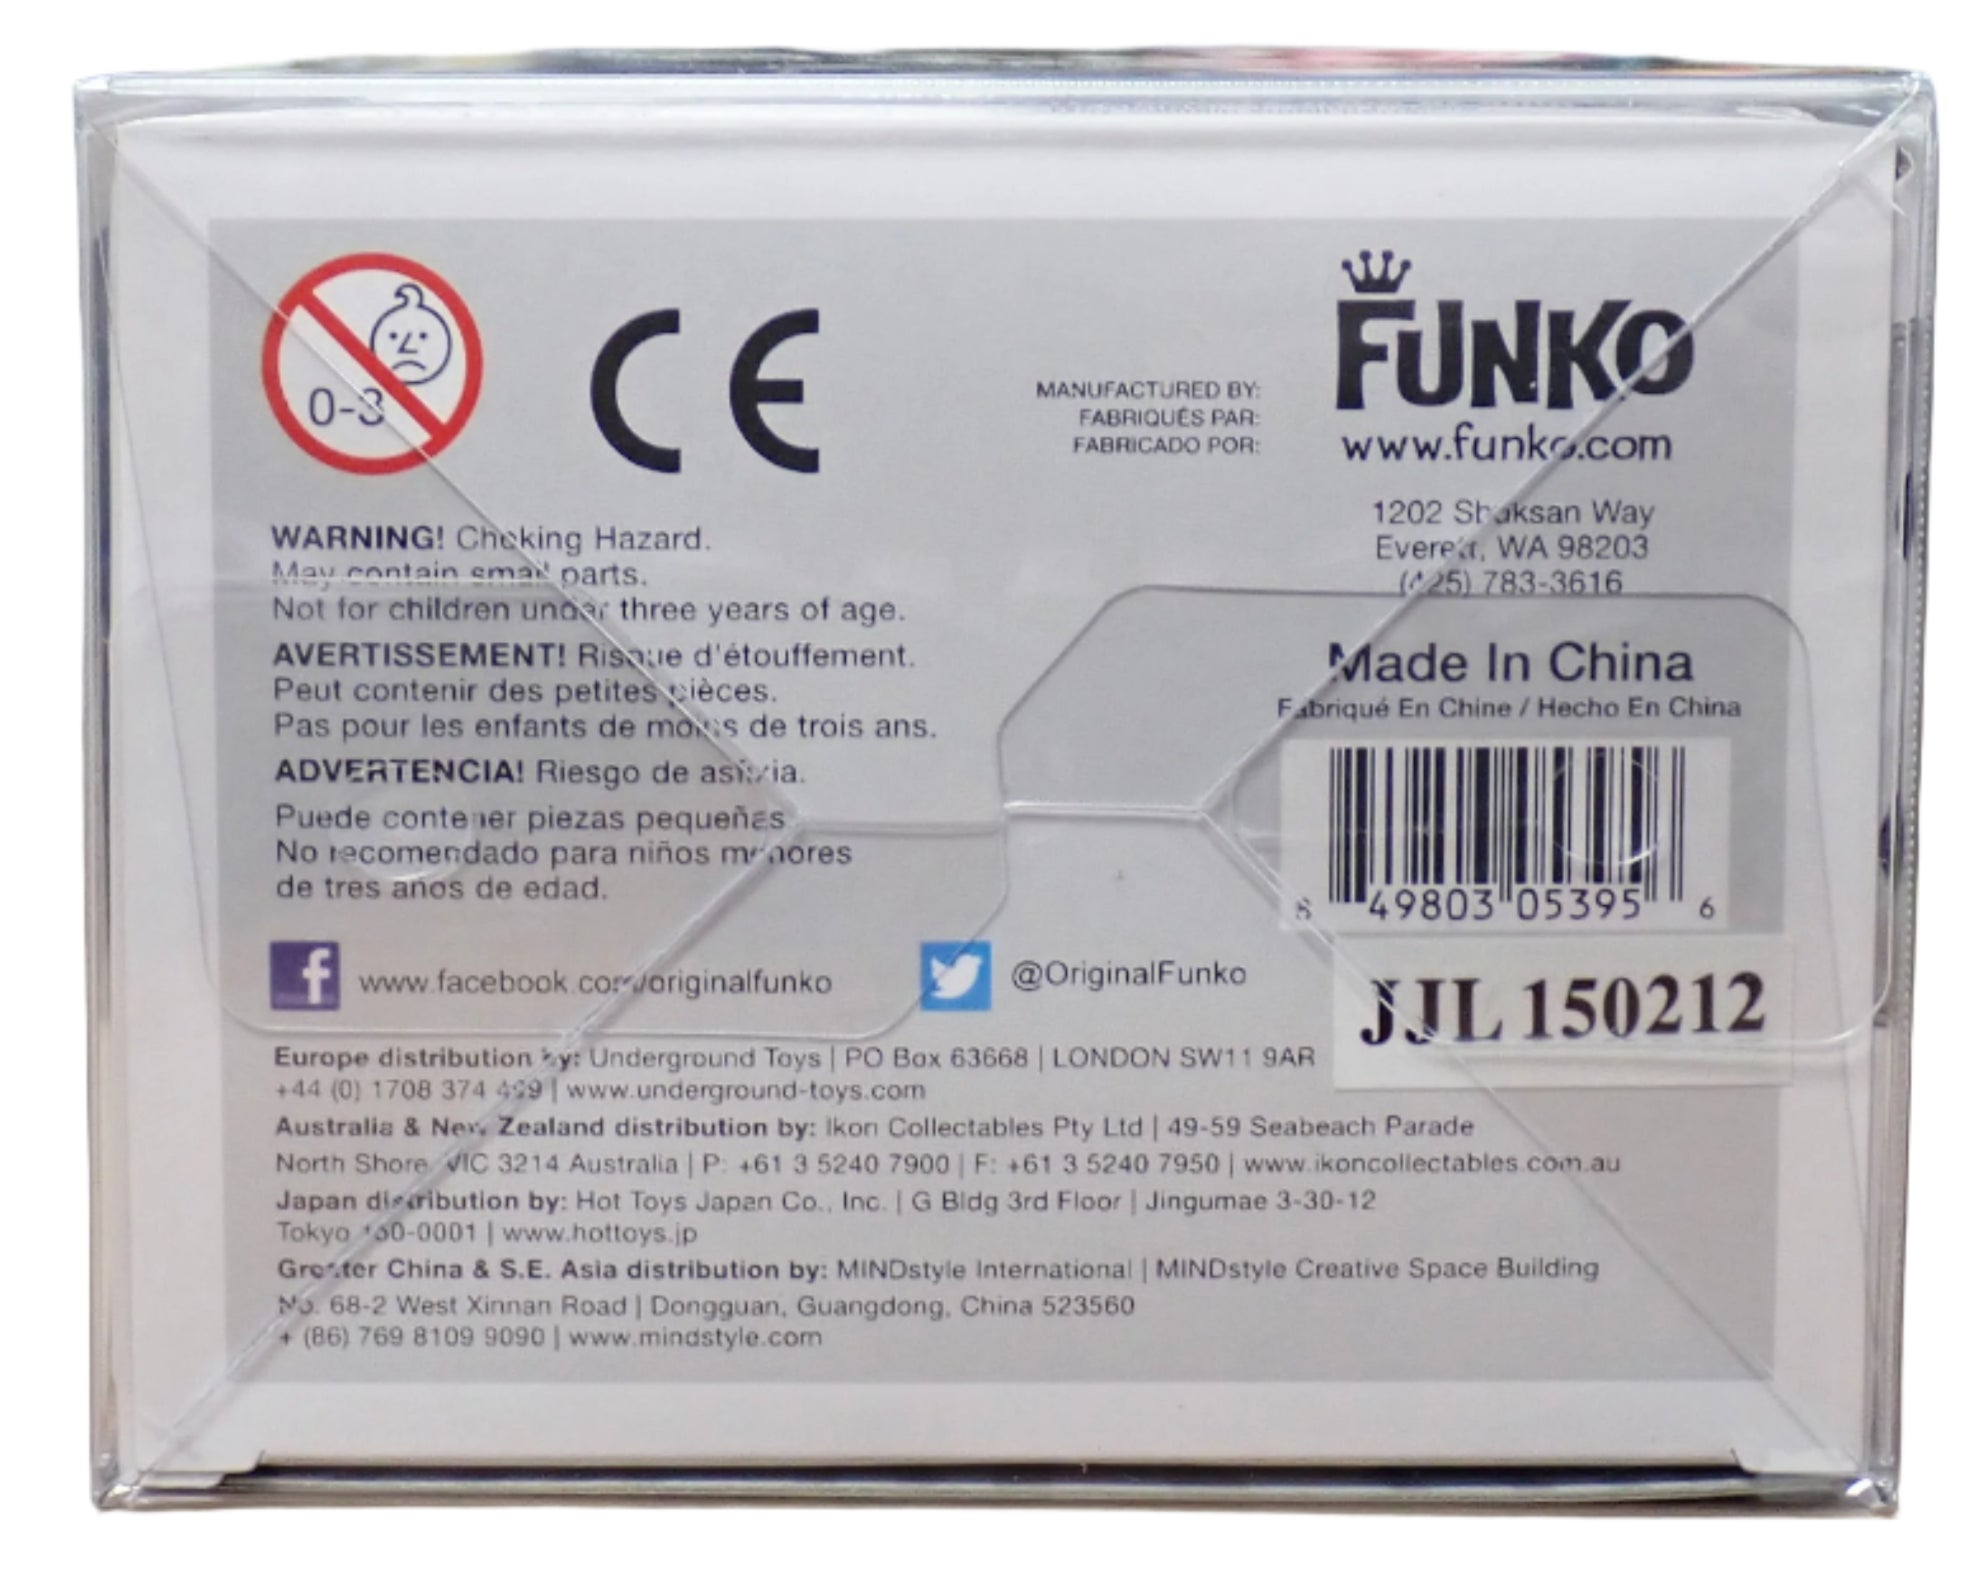 0-3
CE
MANUFACTURED BY:
FABRIQUÉS PAR:
FABRICADO POR:
FUNKO
www.funko.com
1202 Shuksan Way
Everett, WA 98203
(425) 783-3616
WARNING! Choking Hazard.
May contain small parts.
Not for children under three years of age.
AVERTISSEMENT! Risque d'étouffement.
Peut contenir des petites pièces.
Pas pour les enfants de moins de trois ans.
ADVERTENCIA! Riesgo de asfixia.
Puede contener piezas pequeñas.
No recomendado para niños menores
de tres años de edad.
Made In China
Fabriqué En Chine / Hecho En China
8 49803 05395 6
JJL 150212
f www.facebook.com/originalfunko
@OriginalFunko
Europe distribution by: Underground Toys | PO Box 63668 | LONDON SW11 9AR
+44 (0) 1708 374 499 | www.underground-toys.com
Australia & New Zealand distribution by: Ikon Collectables Pty Ltd | 49-59 Seabeach Parade
North Shore VIC 3214 Australia | P: +61 3 5240 7900 | F: +61 3 5240 7950 | www.ikoncollectables.com.au
Japan distribution by: Hot Toys Japan Co., Inc. | G Bldg 3rd Floor | Jingumae 3-30-12
Tokyo 150-0001 | www.hottoys.jp
Greater China & S.E. Asia distribution by: MINDstyle International | MINDstyle Creative Space Building
No. 68-2 West Xinnan Road | Dongguan, Guangdong, China 523560
+ (86) 769 8109 9090 | www.mindstyle.com